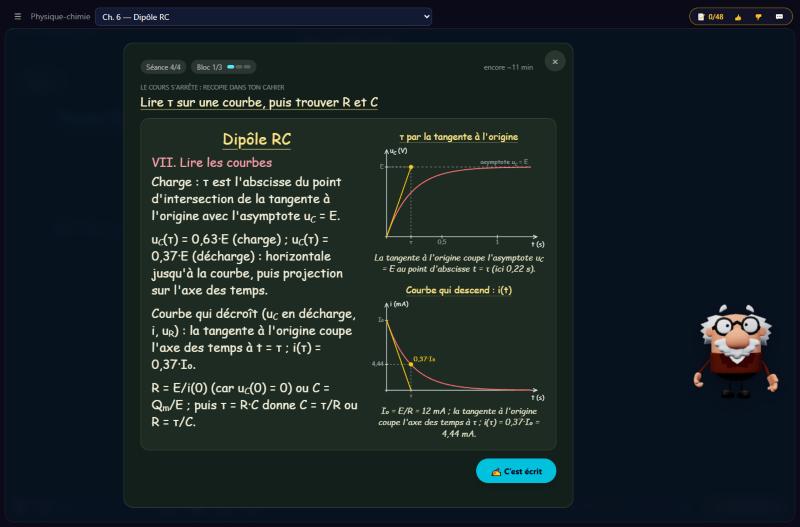 Physique-chimie
Ch. 6 — Dipôle RC
0/48
Séance 4/4
Bloc 1/3
encore ~11 min
×
LE COURS S'ARRÊTE : RECOPIE DANS TON CAHIER
Lire τ sur une courbe, puis trouver R et C
Dipôle RC
VII. Lire les courbes
Charge : τ est l'abscisse du point
d'intersection de la tangente à
l'origine avec l'asymptote u_C = E.
u_C(τ) = 0,63·E (charge) ; u_C(τ) =
0,37·E (décharge) : horizontale
jusqu'à la courbe, puis projection
sur l'axe des temps.
Courbe qui décroît (u_C en décharge,
i, u_R) : la tangente à l'origine coupe
l'axe des temps à t = τ ; i(τ) =
0,37·I₀.
R = E/i(0) (car u_C(0) = 0) ou C =
Q_m/E ; puis τ = R·C donne C = τ/R ou
R = τ/C.
τ par la tangente à l'origine
u_C (V)
asymptote u_C = E
E
τ
0,5
1
t (s)
La tangente à l'origine coupe l'asymptote u_C
= E au point d'abscisse t = τ (ici 0,22 s).
Courbe qui descend : i(t)
i (mA)
I₀
0,37·I₀
4,44
τ
t (s)
I₀ = E/R = 12 mA ; la tangente à l'origine
coupe l'axe des temps à τ ; i(τ) = 0,37·I₀ =
4,44 mA.
C'est écrit